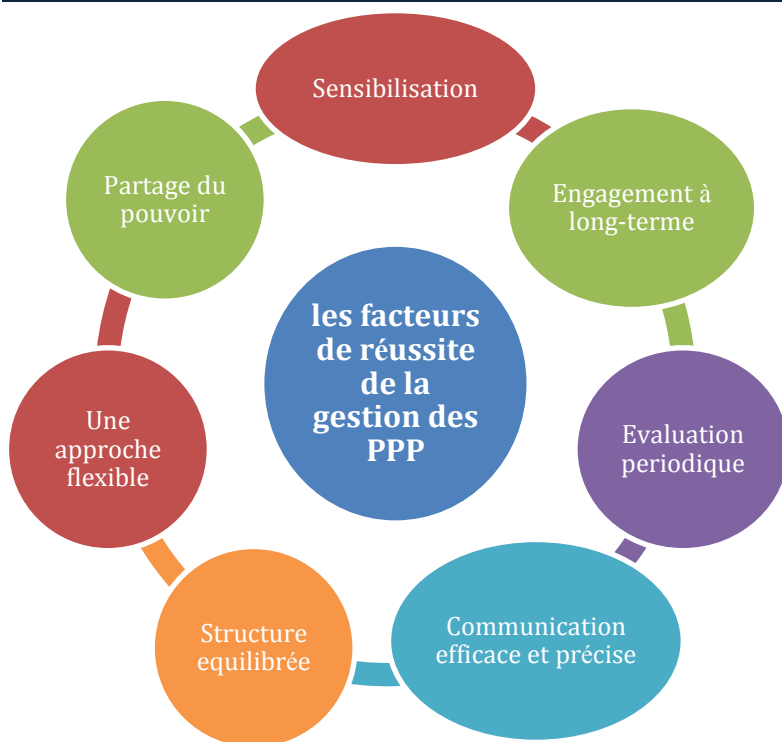 Sensibilisation
Engagement à
long-terme
Evaluation
periodique
Communication
efficace et précise
Structure
equilibrée
Une
approche
flexible
Partage du
pouvoir
les facteurs
de réussite
de la
gestion des
PPP